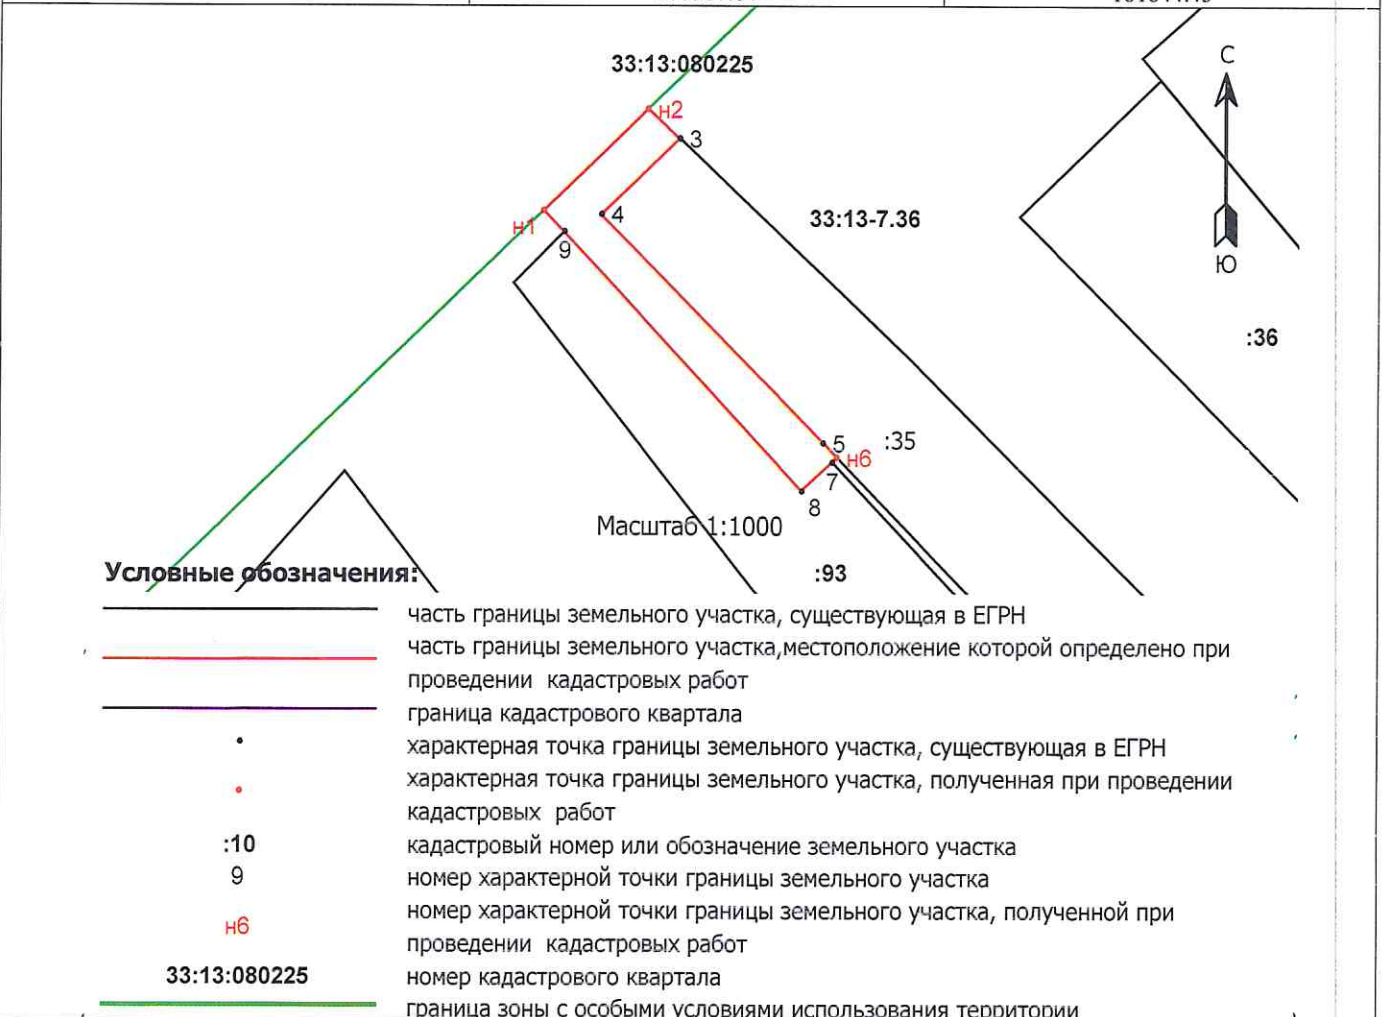 33:13:080225
С
н2
3
4
33:13-7.36
н1
9
Ю
:36
5
:35
н6
7
8
Масштаб 1:1000
:93
Условные обозначения:
часть границы земельного участка, существующая в ЕГРН
часть границы земельного участка,местоположение которой определено при
проведении кадастровых работ
граница кадастрового квартала
характерная точка границы земельного участка, существующая в ЕГРН
характерная точка границы земельного участка, полученная при проведении
кадастровых работ
:10 кадастровый номер или обозначение земельного участка
9 номер характерной точки границы земельного участка
н6 номер характерной точки границы земельного участка, полученной при
проведении кадастровых работ
33:13:080225 номер кадастрового квартала
граница зоны с особыми условиями использования территории